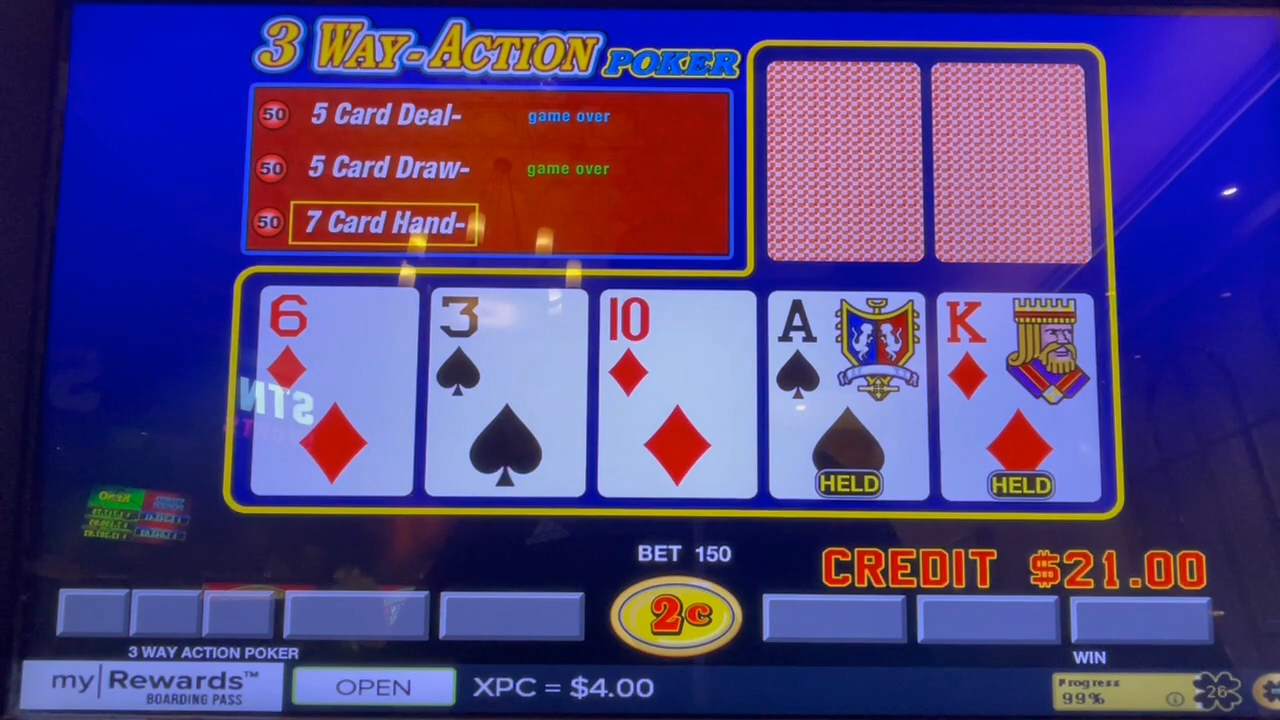 3 WAY-ACTION POKER
50 5 Card Deal- game over
50 5 Card Draw- game over
50 7 Card Hand-
6 3 10 A K
HELD HELD
BET 150
CREDIT $21.00
2¢
3 WAY ACTION POKER
WIN
my|Rewards™
BOARDING PASS
OPEN
XPC = $4.00
Progress
99%
26